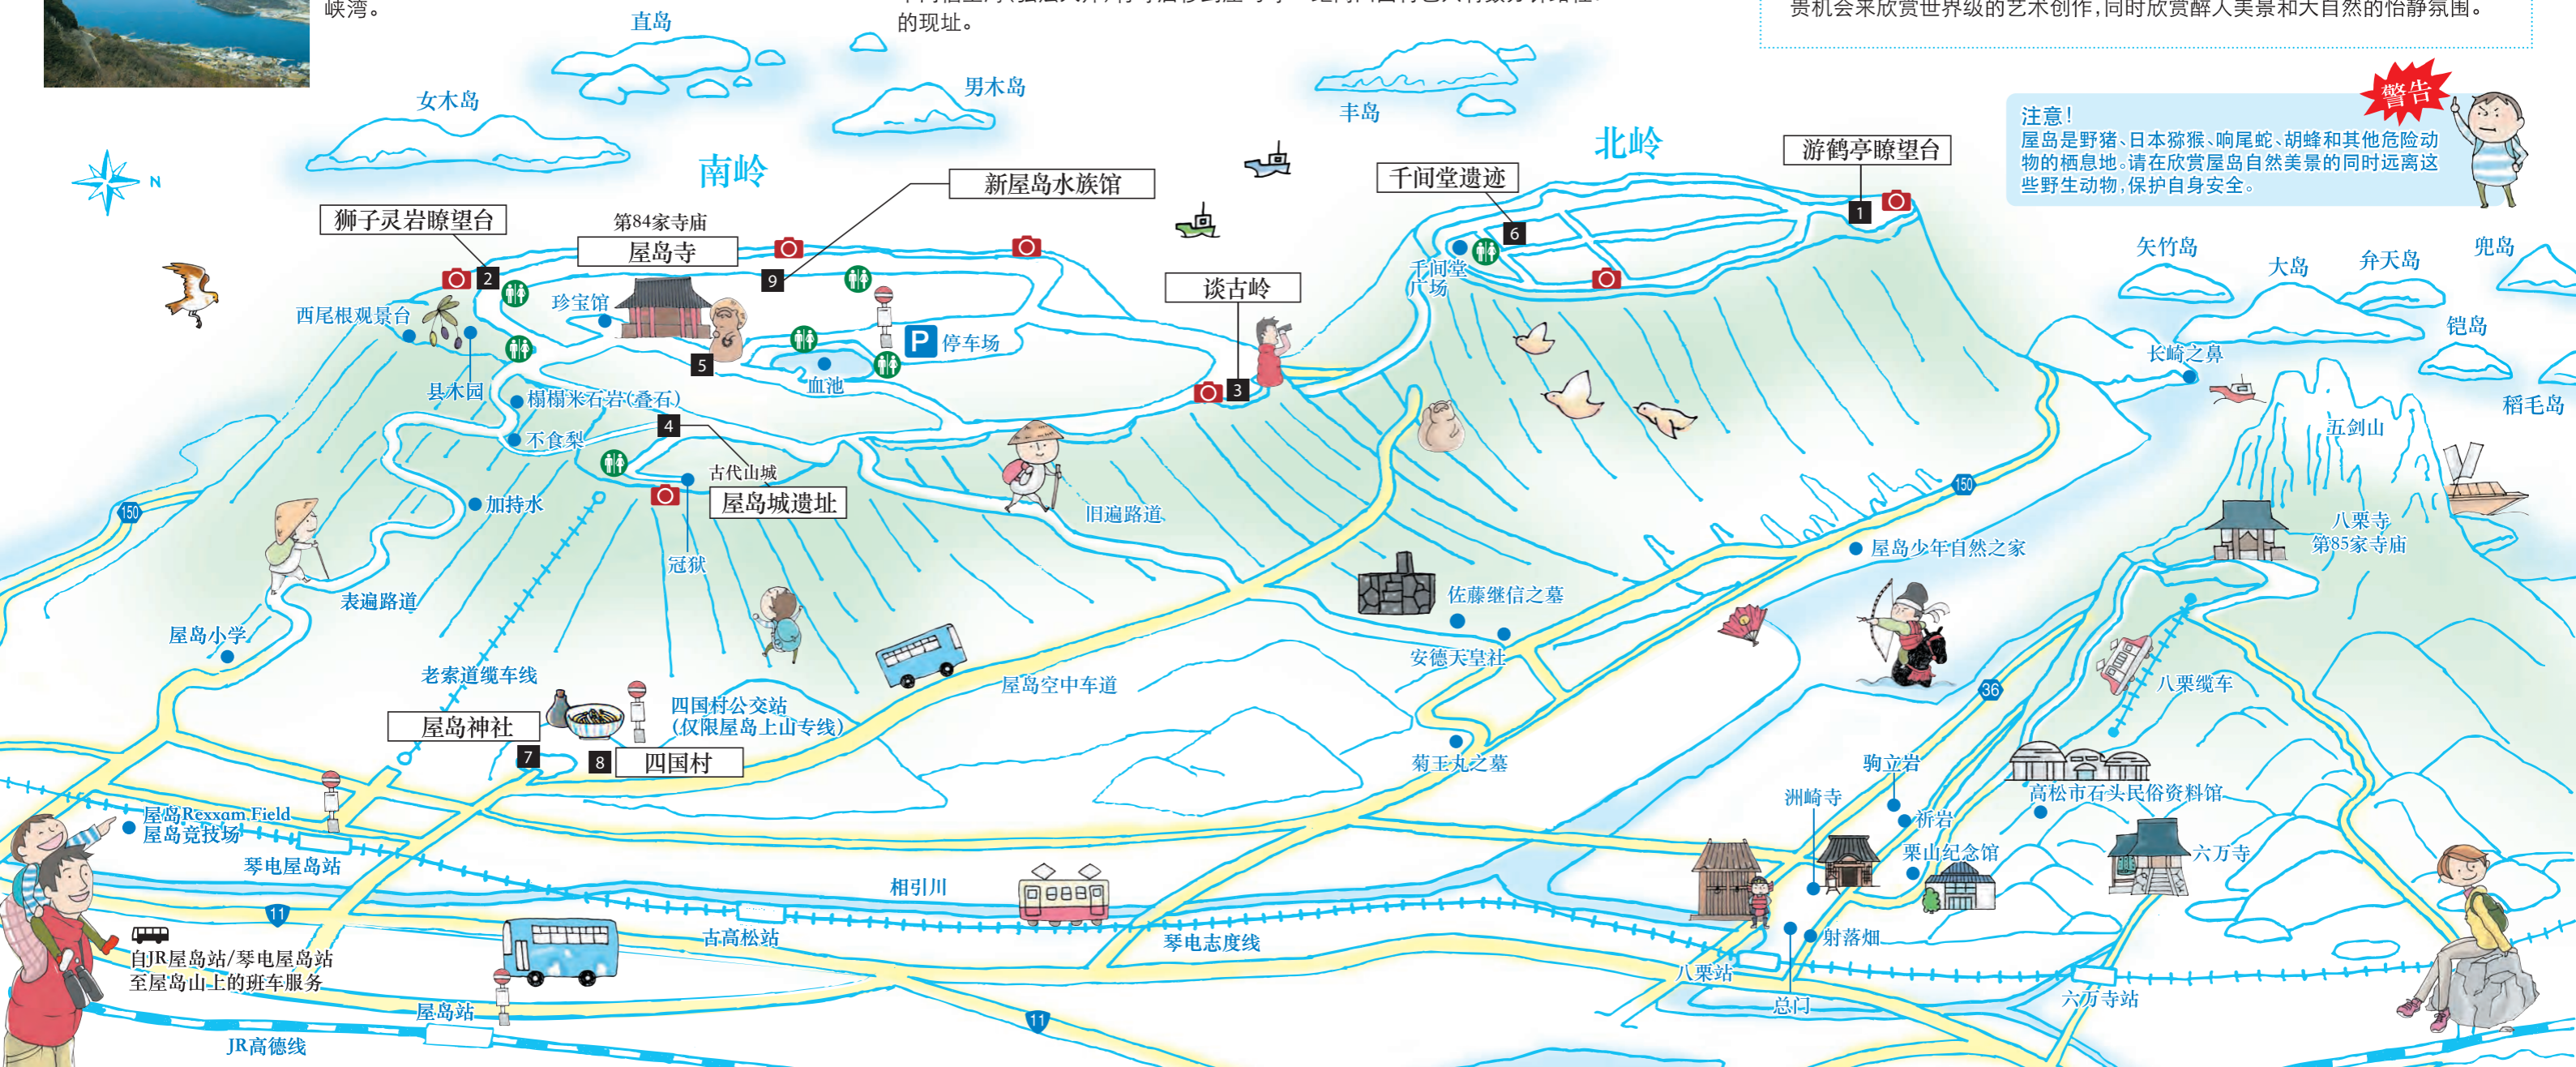 峡湾。
的现址。
贵机会来欣赏世界级的艺术创作,同时欣赏醉人美景和大自然的怡静氛围。
警告
注意!
屋岛是野猪、日本猕猴、响尾蛇、胡蜂和其他危险动
物的栖息地。请在欣赏屋岛自然美景的同时远离这
些野生动物,保护自身安全。
直岛
女木岛
男木岛
丰岛
N
南岭
北岭
新屋岛水族馆
千间堂遗迹
游鹤亭瞭望台
狮子灵岩瞭望台
第84家寺庙
屋岛寺
1
2
9
6
千间堂
广场
谈古岭
3
西尾根观景台
珍宝馆
P 停车场
5
血池
县木园
榻榻米石岩(叠石)
4
不食梨
古代山城
屋岛城遗址
加持水
冠狱
旧遍路道
矢竹岛
大岛
弁天岛
兜岛
铠岛
长崎之鼻
稻毛岛
五剑山
150
150
八栗寺
第85家寺庙
屋岛少年自然之家
表遍路道
佐藤继信之墓
屋岛小学
安德天皇社
老索道缆车线
屋岛空中车道
八栗缆车
36
四国村公交站
(仅限屋岛上山专线)
屋岛神社
7
8
四国村
菊王丸之墓
驹立岩
洲崎寺
高松市石头民俗资料馆
祈岩
屋岛Rexxam Field
屋岛竞技场
琴电屋岛站
栗山纪念馆
六万寺
相引川
11
古高松站
琴电志度线
射落畑
自JR屋岛站/琴电屋岛站
至屋岛山上的班车服务
八栗站
总门
六万寺站
屋岛站
11
JR高德线